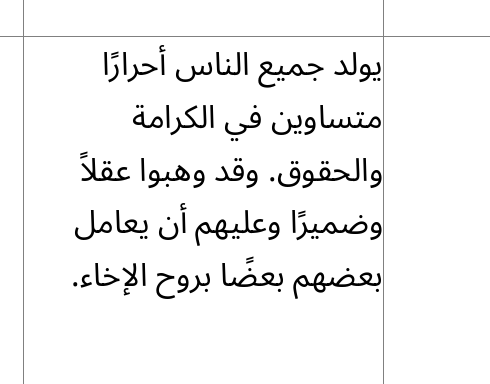 يولد جميع الناس أحرارًا
متساوين في الكرامة
والحقوق. وقد وهبوا عقلاً
وضميرًا وعليهم أن يعامل
بعضهم بعضًا بروح الإخاء.